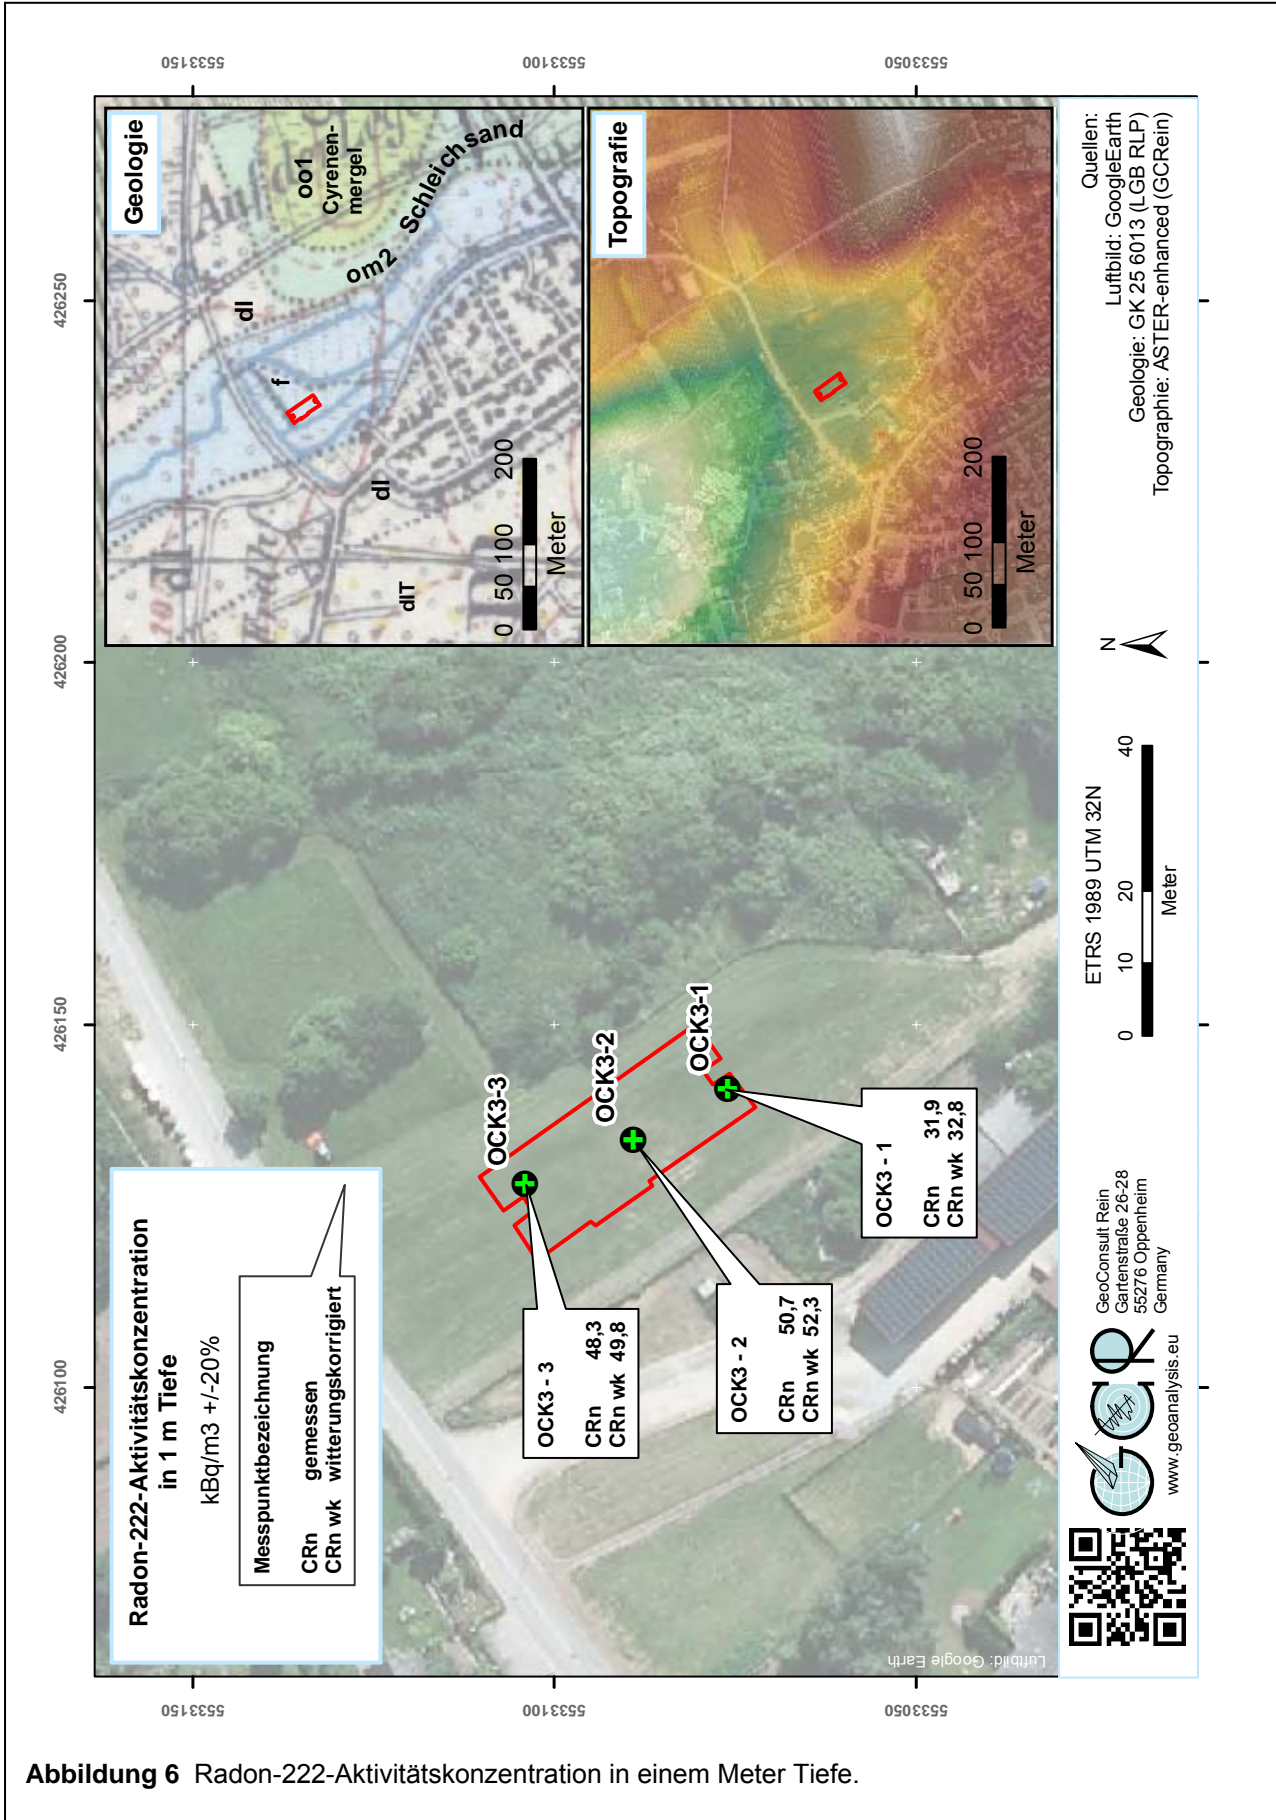 5533150
5533100
5533050
426250
426200
426150
426100
5533150
5533100
5533050
Radon-222-Aktivitätskonzentration
in 1 m Tiefe
kBq/m3 +/-20%
Messpunktbezeichnung
CRn gemessen
CRn wk witterungskorrigiert
OCK3-3
OCK3-2
OCK3-1
OCK3 - 3
CRn 48,3
CRn wk 49,8
OCK3 - 2
CRn 50,7
CRn wk 52,3
OCK3 - 1
CRn 31,9
CRn wk 32,8
Geologie
oo1
Cyrenen-
mergel
om2 Schleichsand
dl
f
dl
dlT
0 50 100 200
Meter
Topografie
0 50 100 200
Meter
Luftbild: Google Earth
www.geoanalysis.eu
GeoConsult Rein
Gartenstraße 26-28
55276 Oppenheim
Germany
ETRS 1989 UTM 32N
0 10 20 40
Meter
N
Quellen:
Luftbild: GoogleEarth
Geologie: GK 25 6013 (LGB RLP)
Topographie: ASTER-enhanced (GCRein)
Abbildung 6 Radon-222-Aktivitätskonzentration in einem Meter Tiefe.